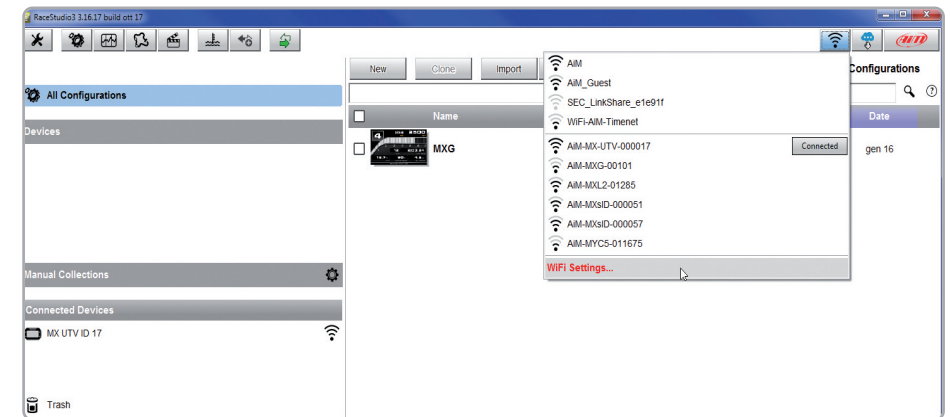 RaceStudio3 3.16.17 build ott 17
AiM
New Clone Import Configurations
All Configurations
Name Date
Devices
MXG gen 16
AiM
AiM_Guest
SEC_LinkShare_e1e91f
WiFi-AiM-Timenet
AiM-MX-UTV-000017 Connected
AiM-MXG-00101
AiM-MXL2-01285
AiM-MXsID-000051
AiM-MXsID-000057
AiM-MYC5-011675
WiFi Settings...
Manual Collections
Connected Devices
MX UTV ID 17
Trash